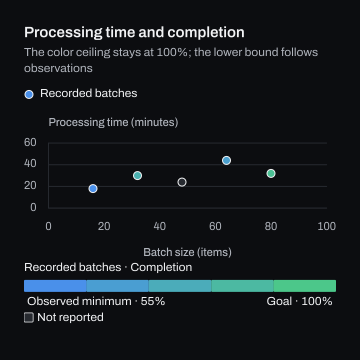 Processing time and completion
The color ceiling stays at 100%; the lower bound follows
observations
Recorded batches
Processing time (minutes)
60
40
20
0
0 20 40 60 80 100
Batch size (items)
Recorded batches · Completion
Observed minimum · 55% Goal · 100%
Not reported